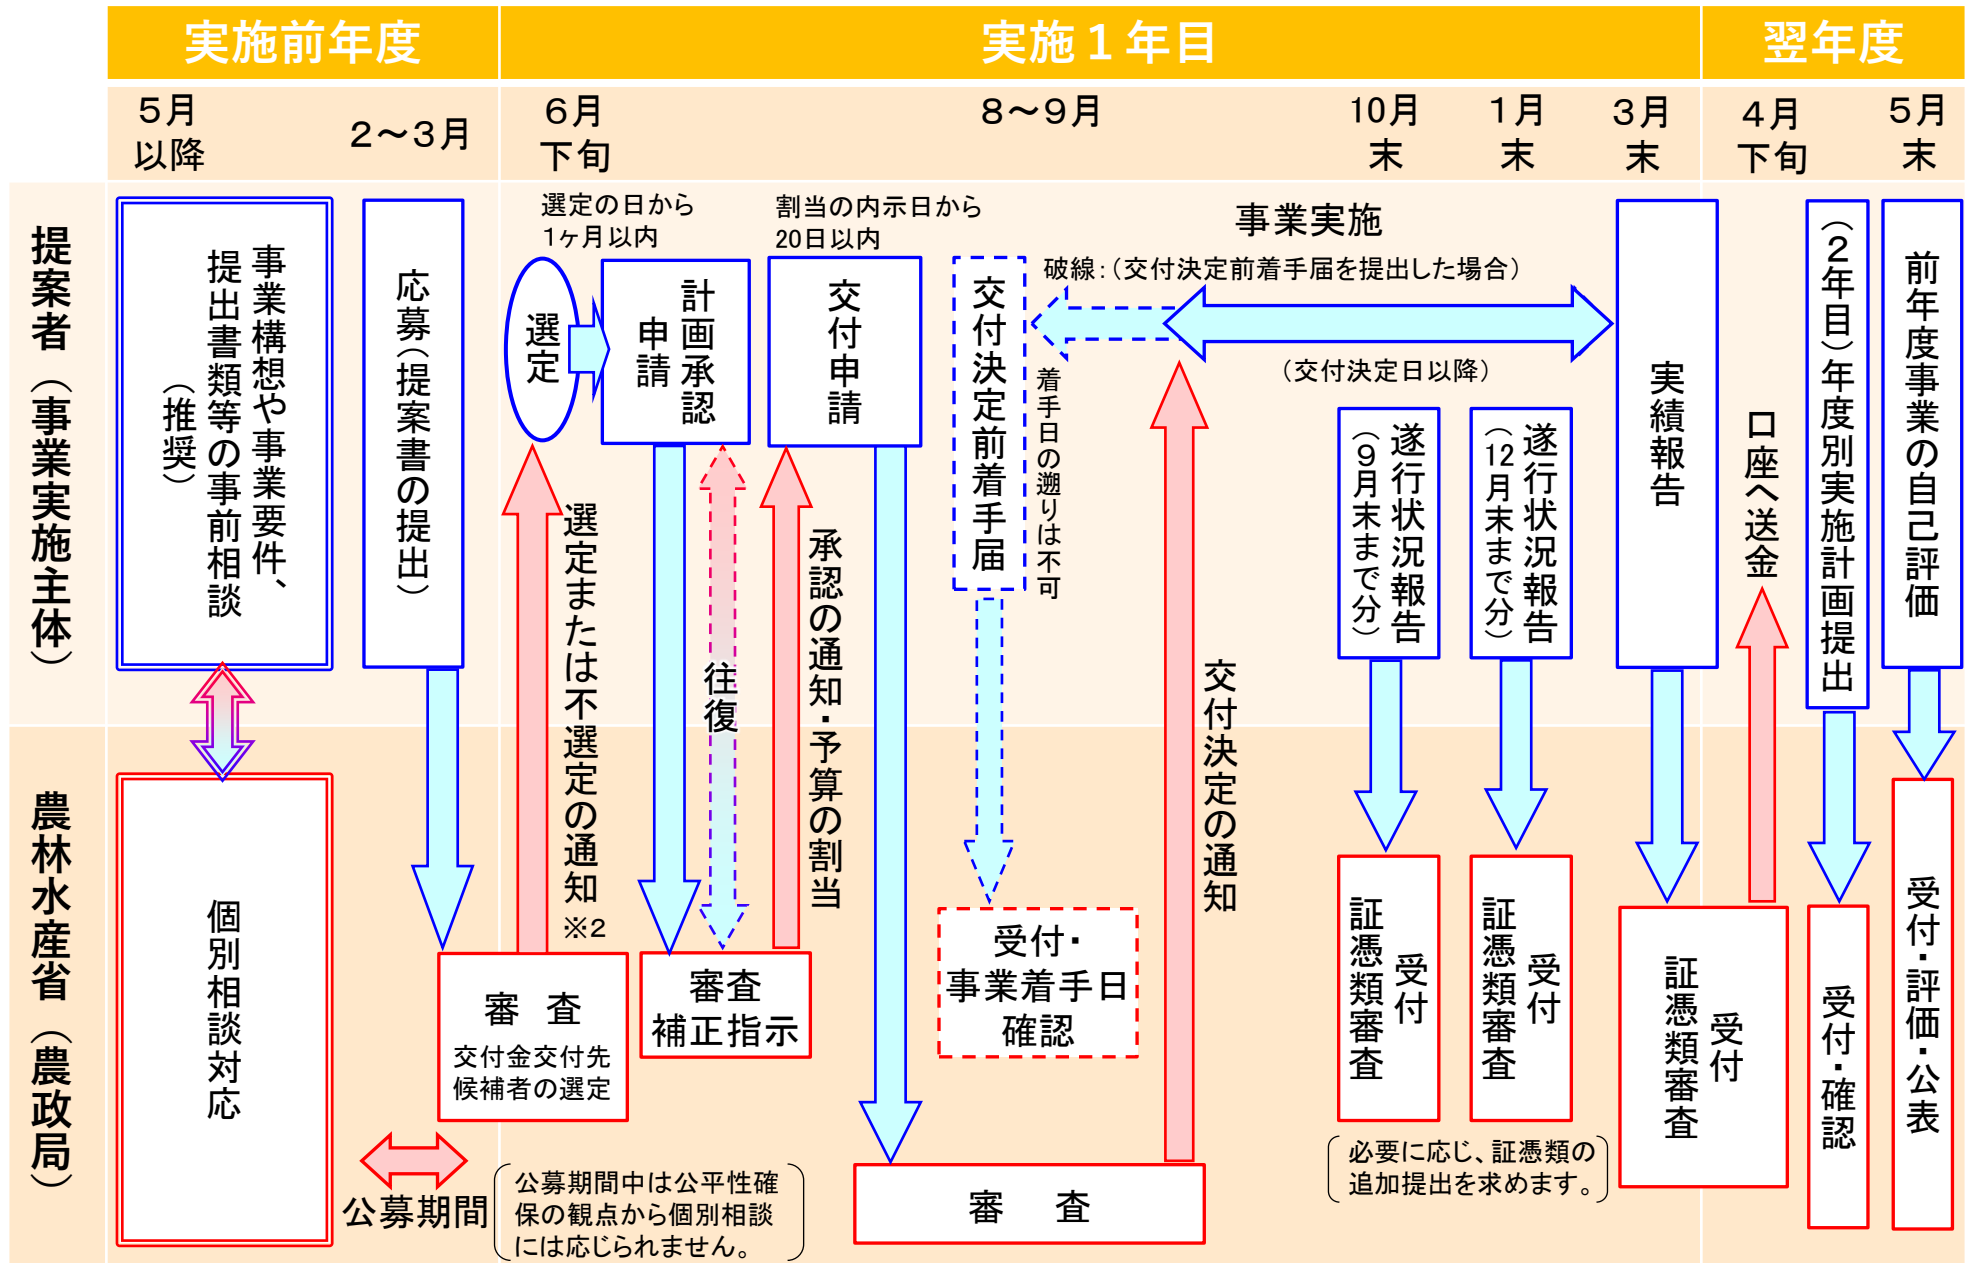 実施前年度
実施１年目
翌年度
５月
以降
２～３月
６月
下旬
８～９月
10月
末
１月
末
３月
末
４月
下旬
５月
末
提案者（事業実施主体）
事業構想や事業要件、
提出書類等の事前相談
（推奨）
応募（提案書の提出）
選定の日から
１ヶ月以内
選定
計画承認
申請
割当の内示日から
20日以内
交付申請
交付決定前着手届
着手日の遡りは不可
事業実施
破線：（交付決定前着手届を提出した場合）
（交付決定日以降）
遂行状況報告
（９月末まで分）
遂行状況報告
（12月末まで分）
実績報告
口座へ送金
（２年目）年度別実施計画提出
前年度事業の自己評価
選定または不選定の通知
※2
往復
承認の通知・予算の割当
交付決定の通知
農林水産省（農政局）
個別相談対応
公募期間
審　査
交付金交付先
候補者の選定
公募期間中は公平性確
保の観点から個別相談
には応じられません。
審査
補正指示
受付・
事業着手日
確認
審　査
受付
証憑類審査
受付
証憑類審査
必要に応じ、証憑類の
追加提出を求めます。
受付
証憑類審査
受付・確認
受付・評価・公表